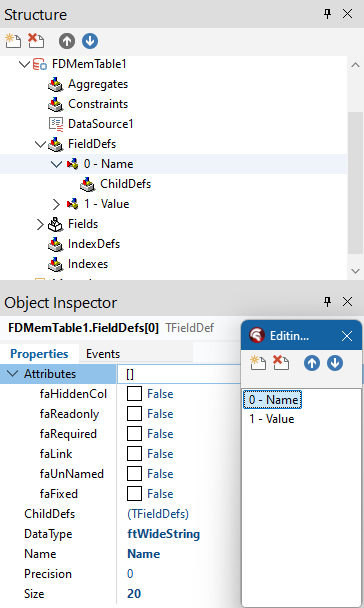 Structure
FDMemTable1
Aggregates
Constraints
DataSource1
FieldDefs
0 - Name
ChildDefs
1 - Value
Fields
IndexDefs
Indexes
Object Inspector
FDMemTable1.FieldDefs[0] TFieldDef
Properties Events
Attributes []
faHiddenCol False
faReadonly False
faRequired False
faLink False
faUnNamed False
faFixed False
ChildDefs (TFieldDefs)
DataType ftWideString
Name Name
Precision 0
Size 20
Editin...
0 - Name
1 - Value